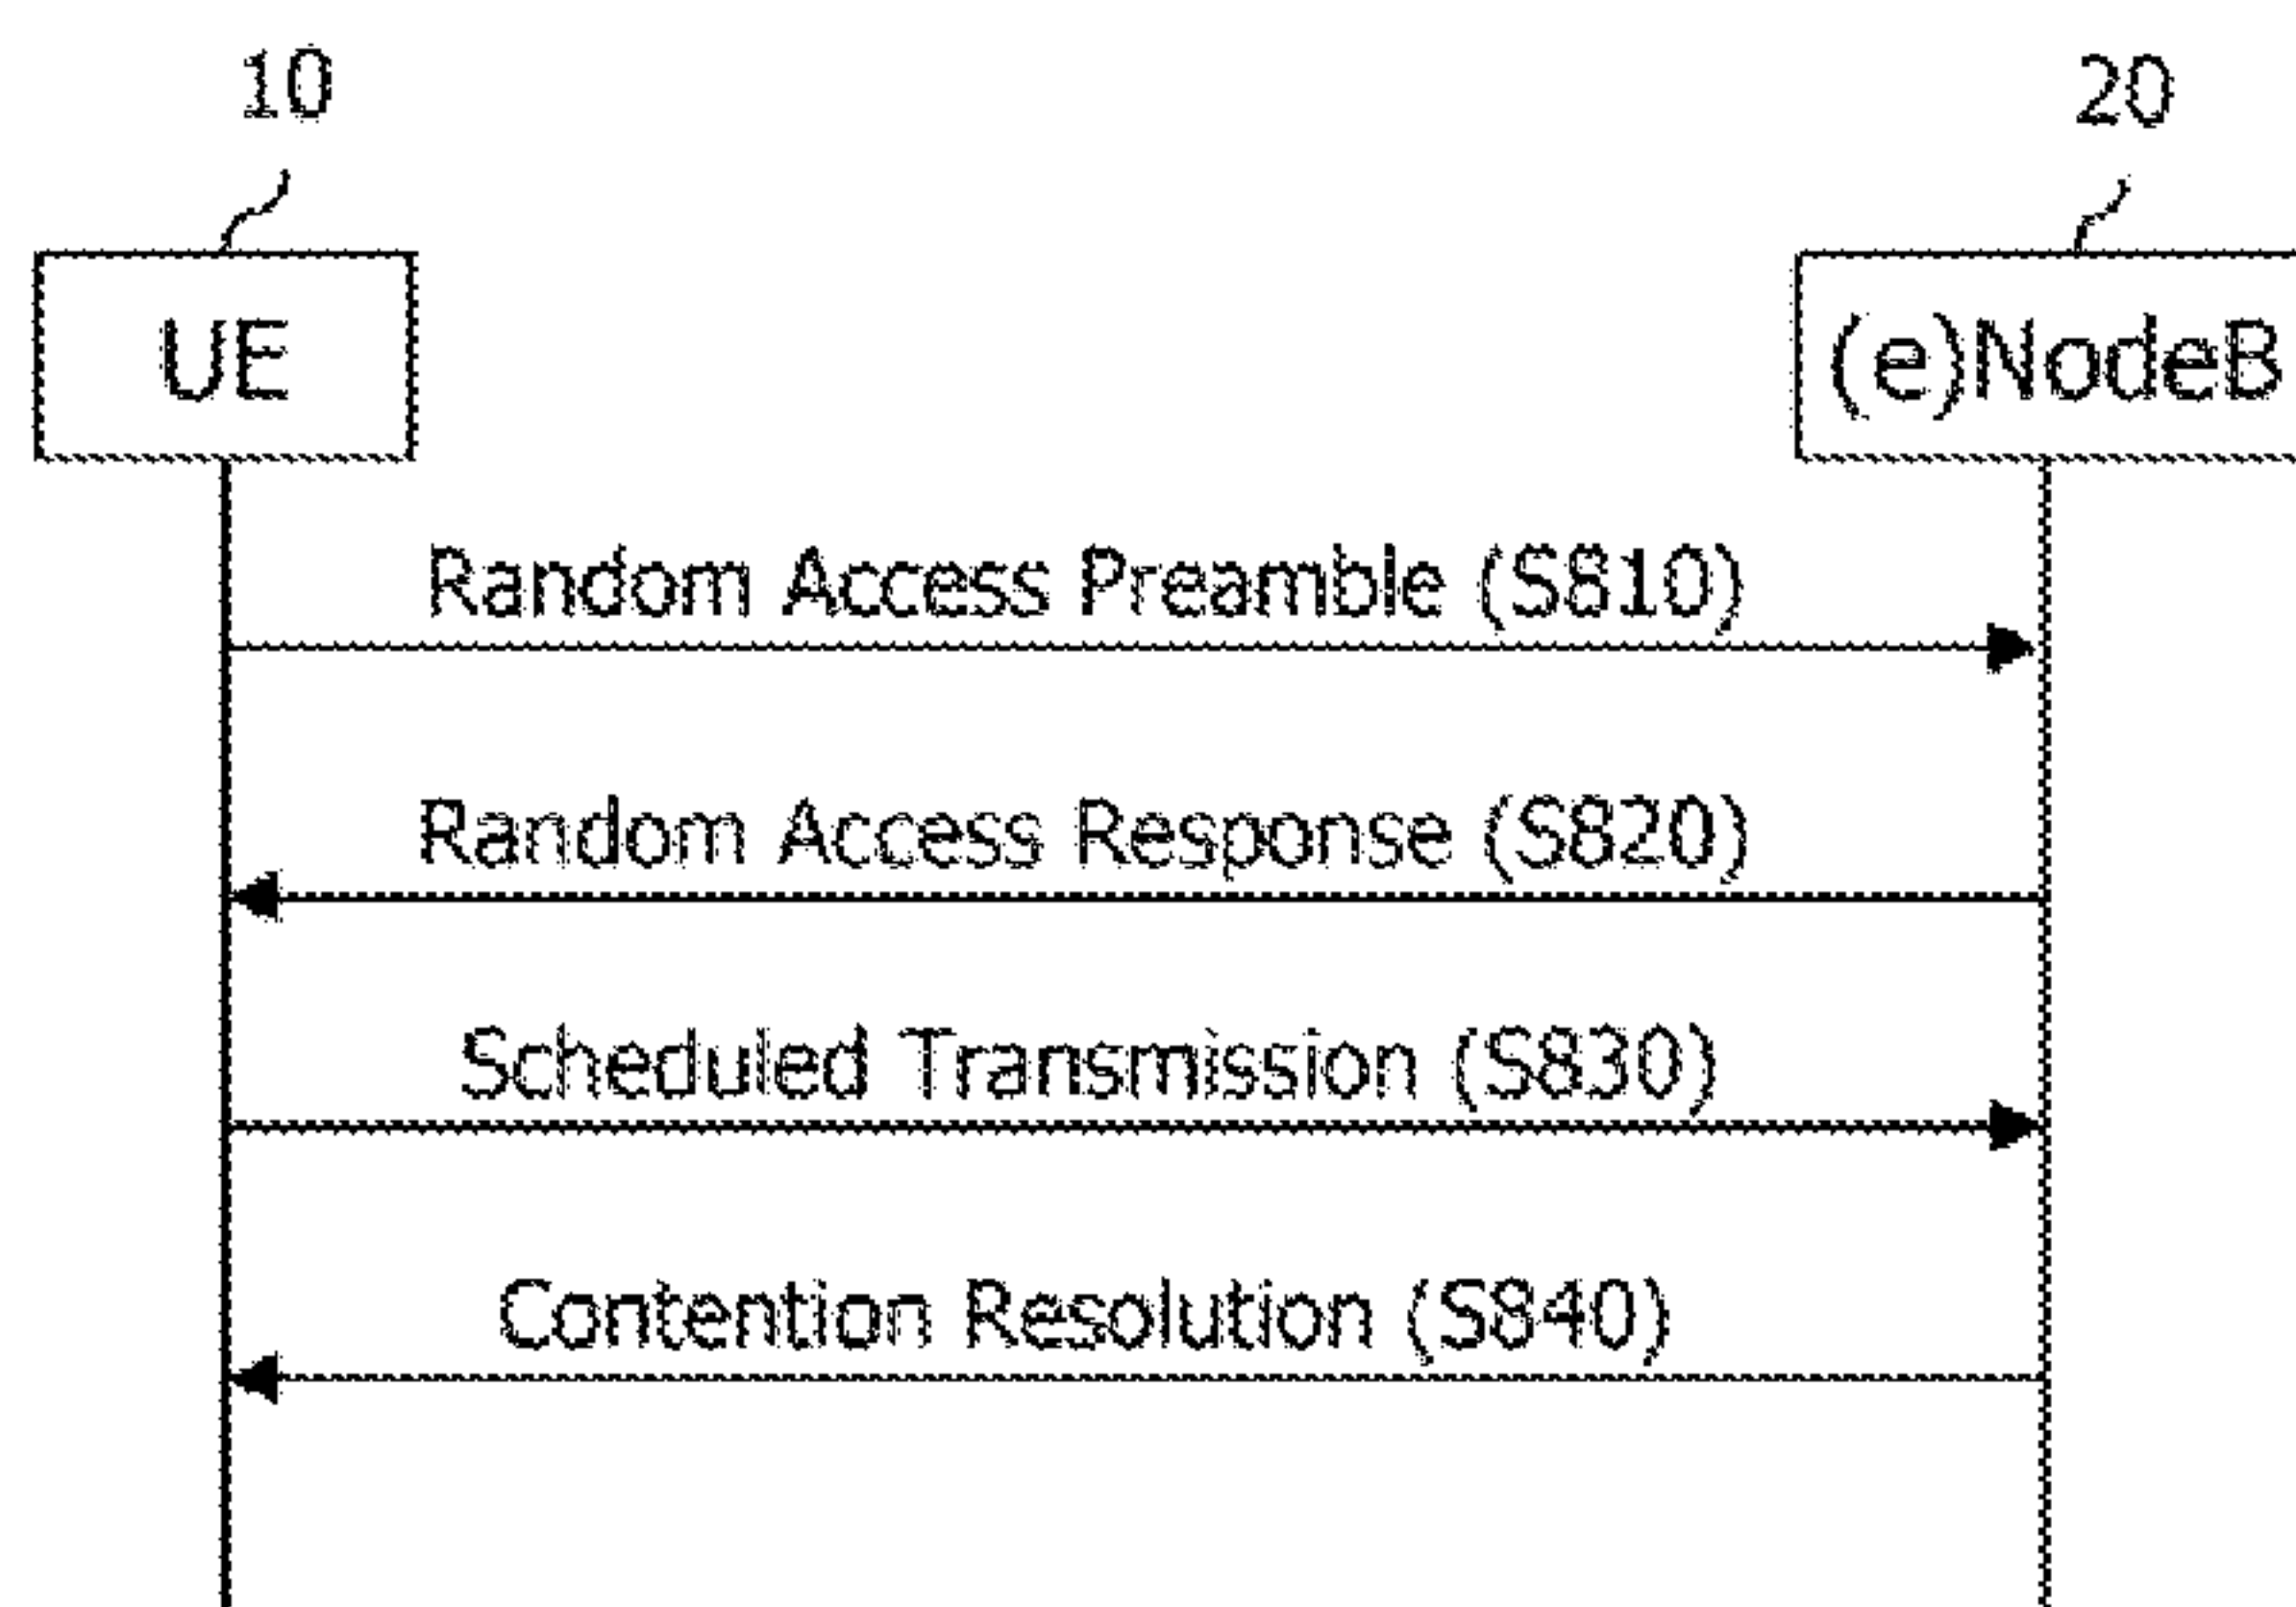 10
20
UE
(e)NodeB
Random Access Preamble (S810)
Random Access Response (S820)
Scheduled Transmission (S830)
Contention Resolution (S840)